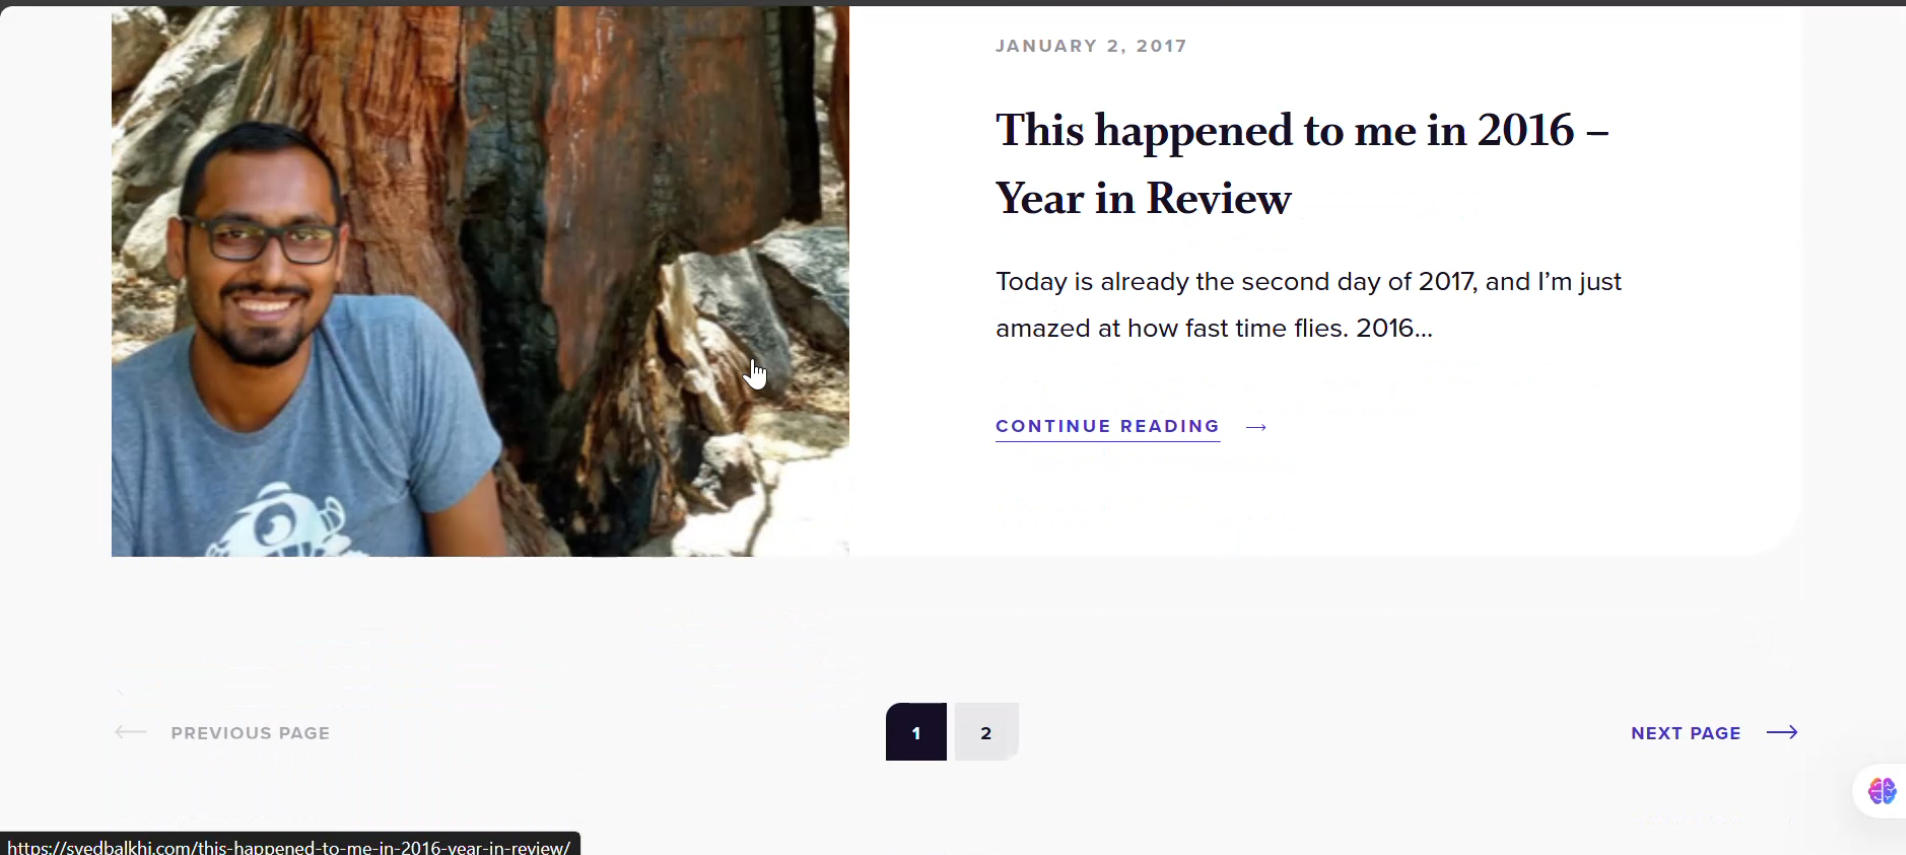 JANUARY 2, 2017
This happened to me in 2016 –
Year in Review
Today is already the second day of 2017, and I’m just
amazed at how fast time flies. 2016...
CONTINUE READING →
← PREVIOUS PAGE
1
2
NEXT PAGE →
https://syedbalkhi.com/this-happened-to-me-in-2016-year-in-review/